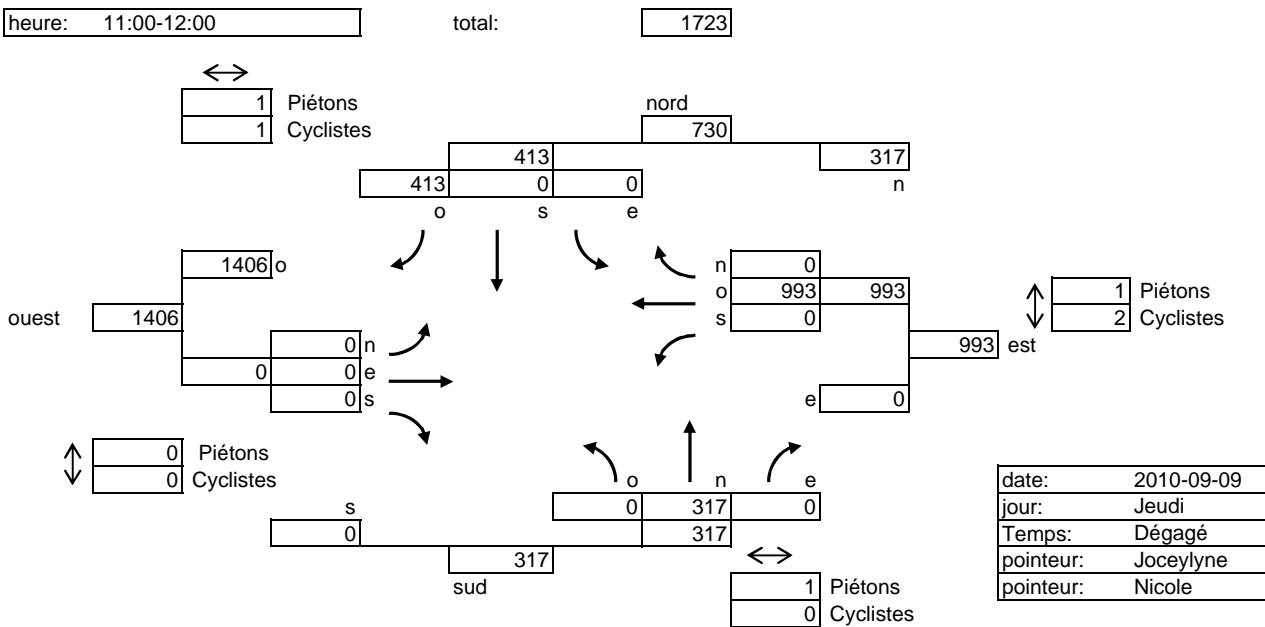 heure: 11:00-12:00 total: 1723
1 Piétons nord
1 Cyclistes 730
413 317
413 0 0 n
o s e
1406 o n 0
o 993 993 1 Piétons
ouest 1406 s 0 2 Cyclistes
0 n 993 est
0 0 e
0 s e 0
0 Piétons
0 Cyclistes o n e date: 2010-09-09
s 0 317 0 jour: Jeudi
0 317 Temps: Dégagé
317 pointeur: Joceylyne
sud 1 Piétons pointeur: Nicole
0 Cyclistes